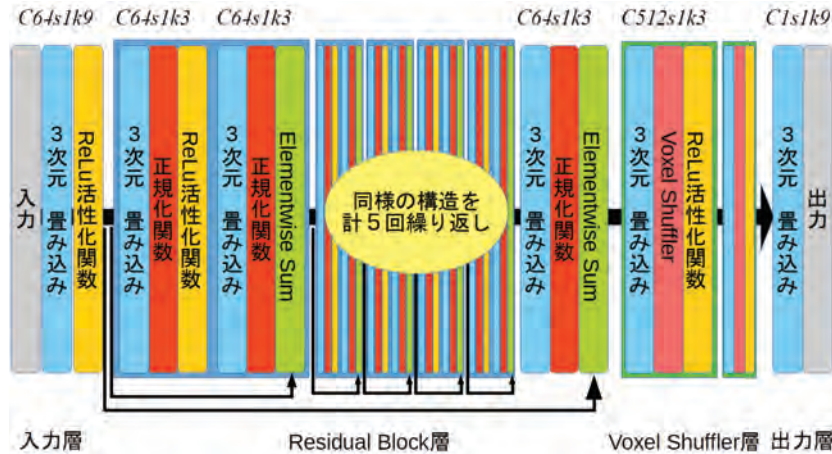 C64s1k9 C64s1k3 C64s1k3 C64s1k3 C512s1k3 C1s1k9
入力
3次元 畳み込み
ReLu活性化関数
3次元 畳み込み
正規化関数
ReLu活性化関数
3次元 畳み込み
正規化関数
Elementwise Sum
同様の構造を
計5回繰り返し
3次元 畳み込み
正規化関数
Elementwise Sum
3次元 畳み込み
Voxel Shuffler
ReLu活性化関数
3次元 畳み込み
出力
入力層 Residual Block層 Voxel Shuffler層 出力層